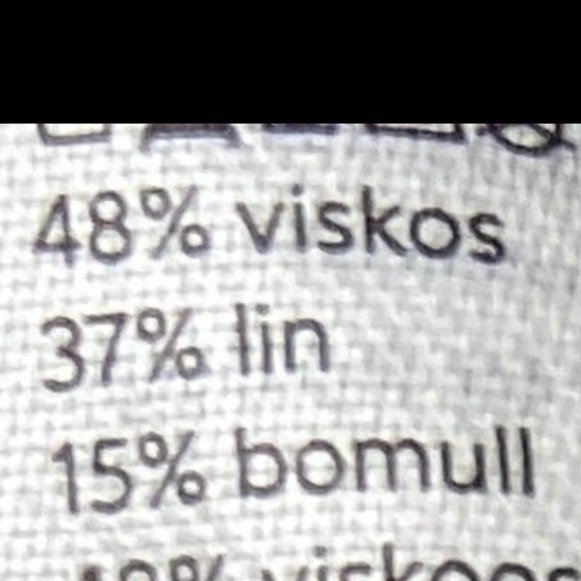 48% viskos
37% lin
15% bomull